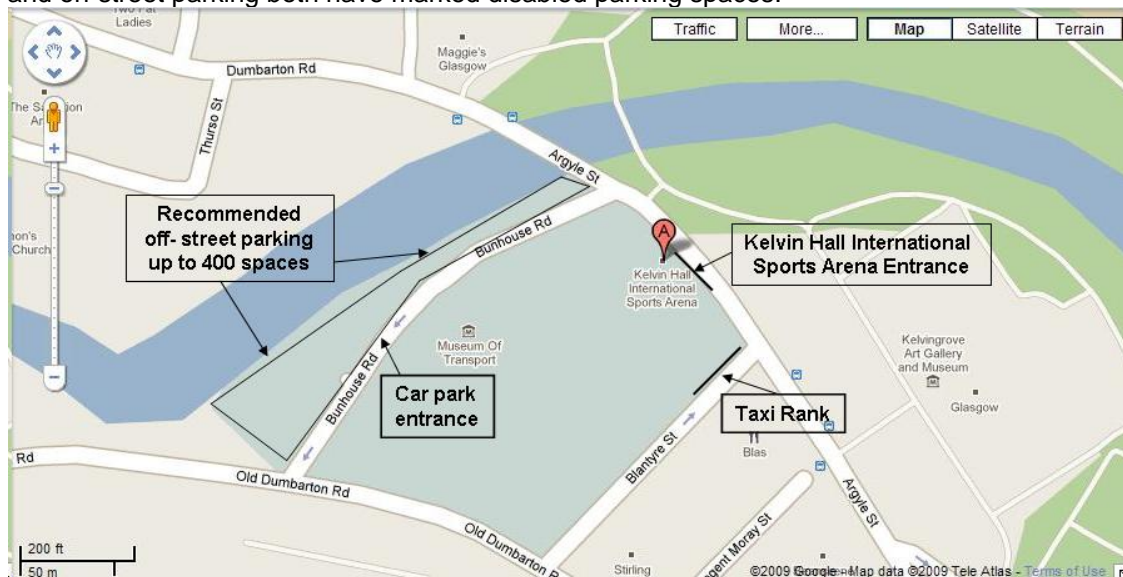 and on-street parking both have marked disabled parking spaces.
Ladies
Maggie's
Glasgow
Traffic
More...
Map
Satellite
Terrain
Dumbarton Rd
Thurso St
Argyle St
Recommended
off- street parking
up to 400 spaces
Bunhouse Rd
A
Kelvin Hall
International
Sports Arena
Kelvin Hall International
Sports Arena Entrance
Church
Museum Of
Transport
Bunhouse Rd
Car park
entrance
Kelvingrove
Art Gallery
and Museum
Glasgow
Taxi Rank
Blas
Blantyre St
Rd
Old Dumbarton Rd
Old Dumbarton
Argyle St
Moray St
Stirling
200 ft
50 m
©2009 Google - Map data ©2009 Tele Atlas - Terms of Use